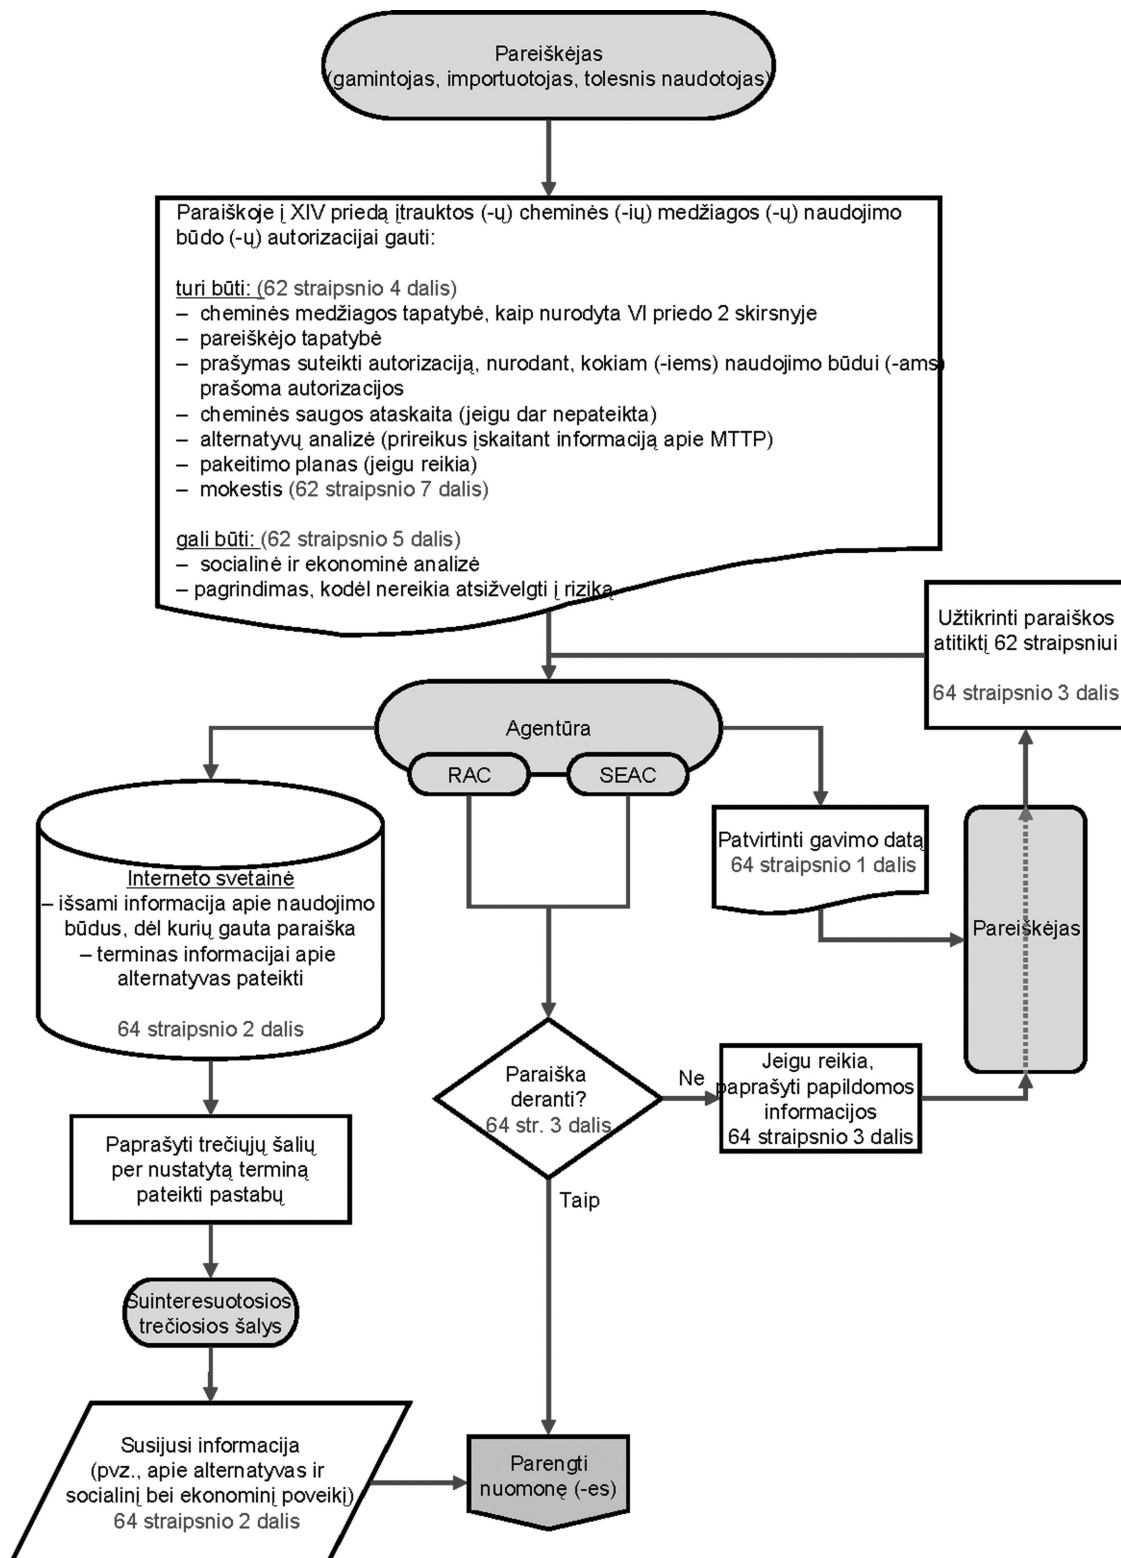 Pareiškėjas
(gamintojas, importuotojas, tolesnis naudotojas)
Paraiškoje į XIV priedą įtrauktos (-ų) cheminės (-ių) medžiagos (-ų) naudojimo
būdo (-ų) autorizacijai gauti:
turi būti: (62 straipsnio 4 dalis)
– cheminės medžiagos tapatybė, kaip nurodyta VI priedo 2 skirsnyje
– pareiškėjo tapatybė
– prašymas suteikti autorizaciją, nurodant, kokiam (-iems) naudojimo būdui (-ams)
prašoma autorizacijos
– cheminės saugos ataskaita (jeigu dar nepateikta)
– alternatyvų analizė (prireikus įskaitant informaciją apie MTTP)
– pakeitimo planas (jeigu reikia)
– mokestis (62 straipsnio 7 dalis)
gali būti: (62 straipsnio 5 dalis)
– socialinė ir ekonominė analizė
– pagrindimas, kodėl nereikia atsižvelgti į riziką
Užtikrinti paraiškos
atitiktį 62 straipsniui
64 straipsnio 3 dalis
Agentūra
RAC
SEAC
Patvirtinti gavimo datą
64 straipsnio 1 dalis
Pareiškėjas
Interneto svetainė
– išsami informacija apie naudojimo
būdus, dėl kurių gauta paraiška
– terminas informacijai apie
alternatyvas pateikti
64 straipsnio 2 dalis
Paraiška
deranti?
64 str. 3 dalis
Ne
Jeigu reikia,
paprašyti papildomos
informacijos
64 straipsnio 3 dalis
Paprašyti trečiųjų šalių
per nustatytą terminą
pateikti pastabų
Taip
Suinteresuotosios
trečiosios šalys
Susijusi informacija
(pvz., apie alternatyvas ir
socialinį bei ekonominį poveikį)
64 straipsnio 2 dalis
Parengti
nuomonę (-es)